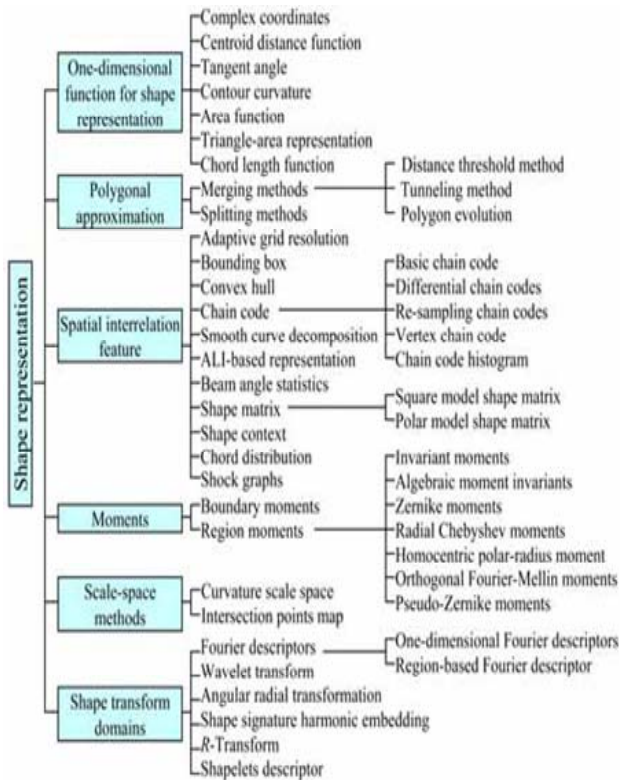 Shape representation
One-dimensional
function for shape
representation
Complex coordinates
Centroid distance function
Tangent angle
Contour curvature
Area function
Triangle-area representation
Chord length function
Polygonal
approximation
Merging methods
Splitting methods
Distance threshold method
Tunneling method
Polygon evolution
Spatial interrelation
feature
Adaptive grid resolution
Bounding box
Convex hull
Chain code
Smooth curve decomposition
ALI-based representation
Beam angle statistics
Shape matrix
Shape context
Chord distribution
Shock graphs
Basic chain code
Differential chain codes
Re-sampling chain codes
Vertex chain code
Chain code histogram
Square model shape matrix
Polar model shape matrix
Moments
Boundary moments
Region moments
Invariant moments
Algebraic moment invariants
Zernike moments
Radial Chebyshev moments
Homocentric polar-radius moment
Orthogonal Fourier-Mellin moments
Pseudo-Zernike moments
Scale-space
methods
Curvature scale space
Intersection points map
Shape transform
domains
Fourier descriptors
Wavelet transform
Angular radial transformation
Shape signature harmonic embedding
R-Transform
Shapelets descriptor
One-dimensional Fourier descriptors
Region-based Fourier descriptor